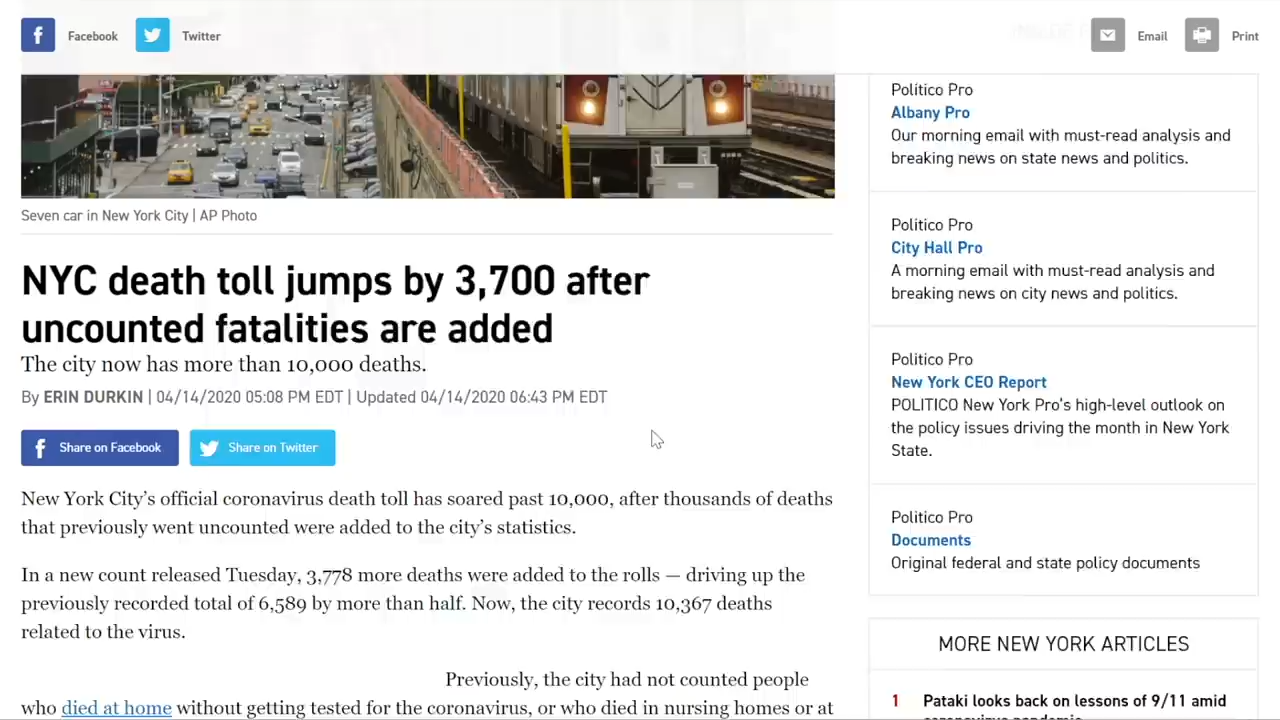 Facebook
Twitter
Email
Print
Seven car in New York City | AP Photo
NYC death toll jumps by 3,700 after
uncounted fatalities are added
The city now has more than 10,000 deaths.
By ERIN DURKIN | 04/14/2020 05:08 PM EDT | Updated 04/14/2020 06:43 PM EDT
Share on Facebook
Share on Twitter
New York City's official coronavirus death toll has soared past 10,000, after thousands of deaths
that previously went uncounted were added to the city's statistics.
In a new count released Tuesday, 3,778 more deaths were added to the rolls — driving up the
previously recorded total of 6,589 by more than half. Now, the city records 10,367 deaths
related to the virus.
Previously, the city had not counted people
who died at home without getting tested for the coronavirus, or who died in nursing homes or at
Politico Pro
Albany Pro
Our morning email with must-read analysis and
breaking news on state news and politics.
Politico Pro
City Hall Pro
A morning email with must-read analysis and
breaking news on city news and politics.
Politico Pro
New York CEO Report
POLITICO New York Pro's high-level outlook on
the policy issues driving the month in New York
State.
Politico Pro
Documents
Original federal and state policy documents
MORE NEW YORK ARTICLES
1 Pataki looks back on lessons of 9/11 amid